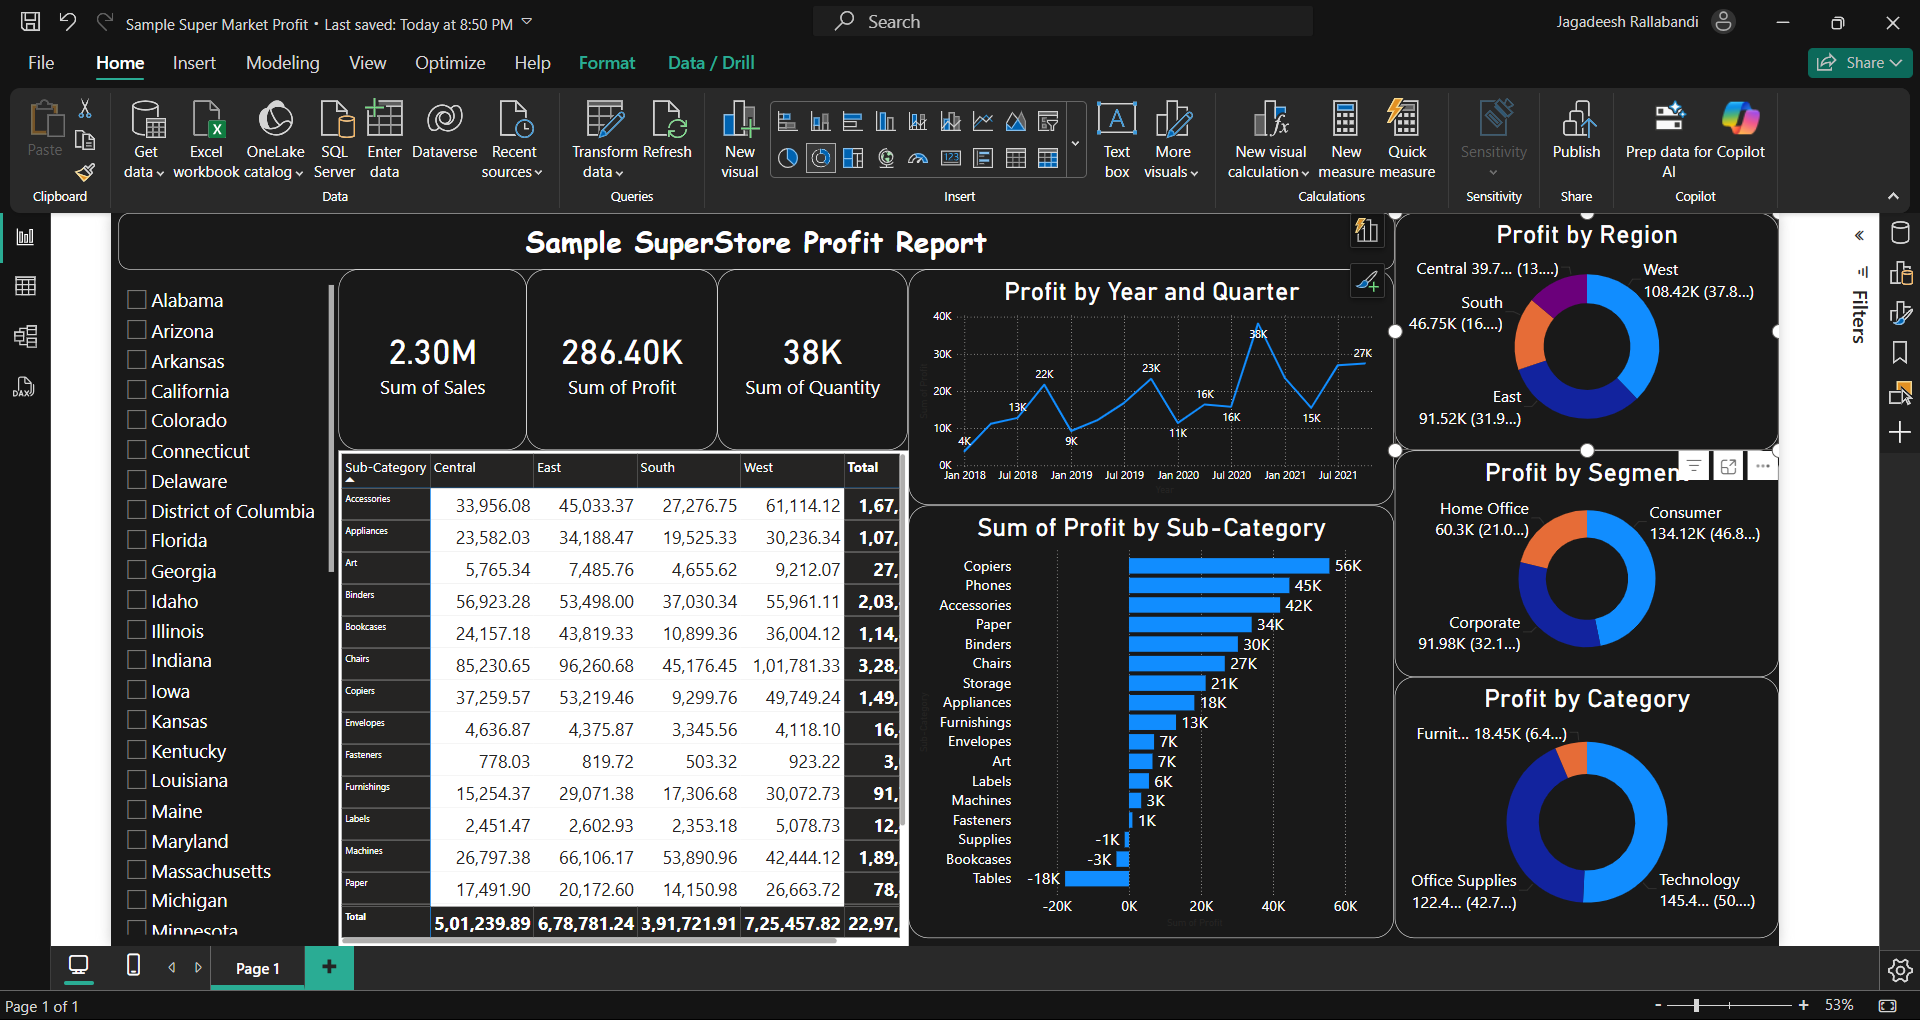 Sample Super Market Profit • Last saved: Today at 8:50 PM
Search
Jagadeesh Rallabandi
File Home Insert Modeling View Optimize Help Format Data / Drill
Share
Paste
Get data
Excel workbook
OneLake catalog
SQL Server
Enter data
Dataverse
Recent sources
Transform data
Refresh
New visual
Text box
More visuals
New visual calculation
New measure
Quick measure
Sensitivity
Publish
Prep data for AI
Copilot
Clipboard Data Queries Insert Calculations Sensitivity Share Copilot
Sample SuperStore Profit Report
Alabama
Arizona
Arkansas
California
Colorado
Connecticut
Delaware
District of Columbia
Florida
Georgia
Idaho
Illinois
Indiana
Iowa
Kansas
Kentucky
Louisiana
Maine
Maryland
Massachusetts
Michigan
Minnesota
2.30M
Sum of Sales
286.40K
Sum of Profit
38K
Sum of Quantity
Sub-Category Central East South West Total
Accessories 33,956.08 45,033.37 27,276.75 61,114.12 1,67,
Appliances 23,582.03 34,188.47 19,525.33 30,236.34 1,07,
Art 5,765.34 7,485.76 4,655.62 9,212.07 27,
Binders 56,923.28 53,498.00 37,030.34 55,961.11 2,03,
Bookcases 24,157.18 43,819.33 10,899.36 36,004.12 1,14,
Chairs 85,230.65 96,260.68 45,176.45 1,01,781.33 3,28,
Copiers 37,259.57 53,219.46 9,299.76 49,749.24 1,49,
Envelopes 4,636.87 4,375.87 3,345.56 4,118.10 16,
Fasteners 778.03 819.72 503.32 923.22 3,
Furnishings 15,254.37 29,071.38 17,306.68 30,072.73 91,
Labels 2,451.47 2,602.93 2,353.18 5,078.73 12,
Machines 26,797.38 66,106.17 53,890.96 42,444.12 1,89,
Paper 17,491.90 20,172.60 14,150.98 26,663.72 78,
Total 5,01,239.89 6,78,781.24 3,91,721.91 7,25,457.82 22,97,
Profit by Year and Quarter
40K
30K
20K
10K
0K
4K 13K 22K 9K 23K 11K 16K 16K 38K 15K 27K
Jan 2018 Jul 2018 Jan 2019 Jul 2019 Jan 2020 Jul 2020 Jan 2021 Jul 2021
Year
Sum of Profit by Sub-Category
Copiers 56K
Phones 45K
Accessories 42K
Paper 34K
Binders 30K
Chairs 27K
Storage 21K
Appliances 18K
Furnishings 13K
Envelopes 7K
Art 7K
Labels 6K
Machines 3K
Fasteners 1K
Supplies -1K
Bookcases -3K
Tables -18K
-20K 0K 20K 40K 60K
Sum of Profit
Sub-Category
Profit by Region
Central 39.7... (13....)
South
46.75K (16....)
West
108.42K (37.8...)
East
91.52K (31.9...)
Profit by Segment
Home Office
60.3K (21.0...)
Consumer
134.12K (46.8...)
Corporate
91.98K (32.1...)
Profit by Category
Furnit... 18.45K (6.4...)
Office Supplies
122.4... (42.7...)
Technology
145.4... (50....)
Filters
DAX
Page 1
Page 1 of 1
- + 53%